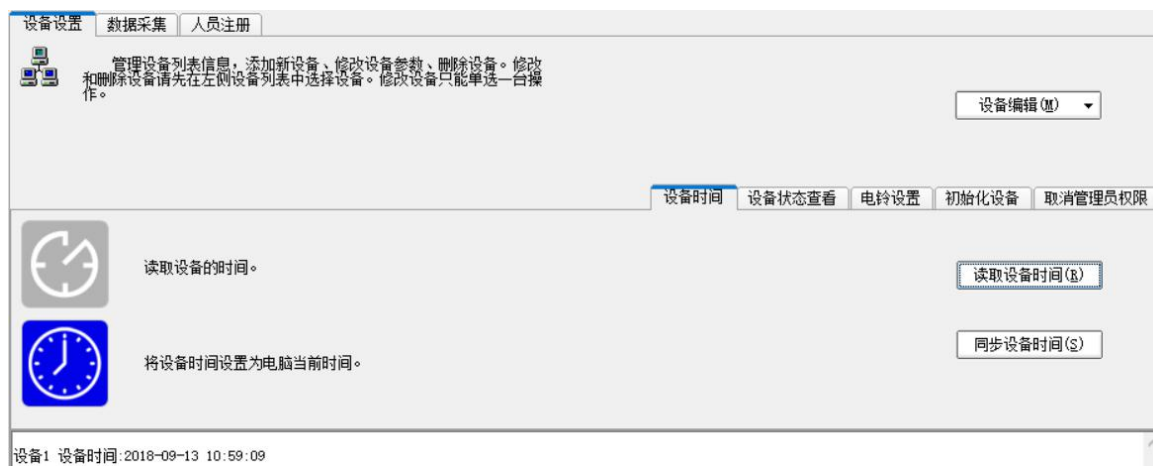 设备设置 数据采集 人员注册
管理设备列表信息，添加新设备、修改设备参数、删除设备。修改
和删除设备请先在左侧设备列表中选择设备。修改设备只能单选一台操
作。
设备编辑(M)
设备时间 设备状态查看 电铃设置 初始化设备 取消管理员权限
读取设备的时间。
读取设备时间(R)
同步设备时间(S)
将设备时间设置为电脑当前时间。
设备1 设备时间:2018-09-13 10:59:09